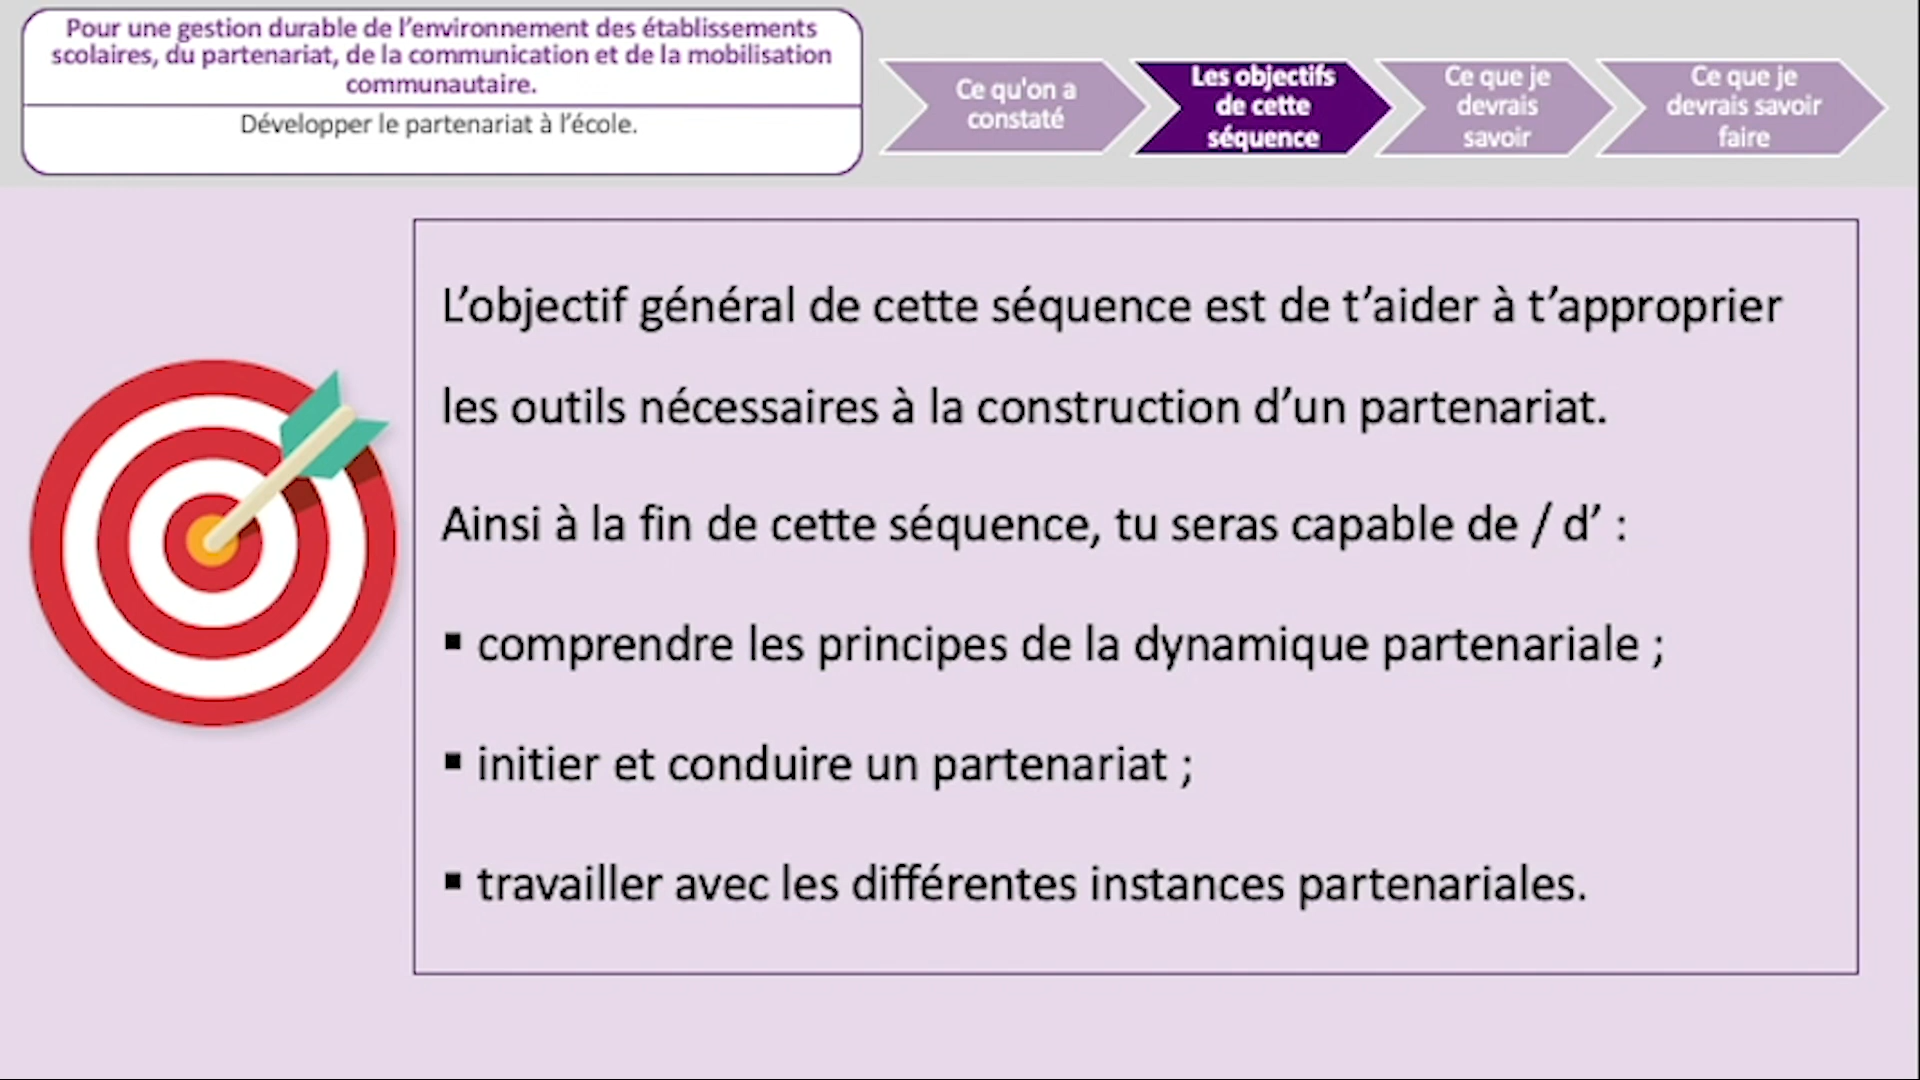 Pour une gestion durable de l’environnement des établissements
scolaires, du partenariat, de la communication et de la mobilisation
communautaire.
Développer le partenariat à l’école.
Ce qu'on a
constaté
Les objectifs
de cette
séquence
Ce que je
devrais
savoir
Ce que je
devrais savoir
faire
L’objectif général de cette séquence est de t’aider à t’approprier
les outils nécessaires à la construction d’un partenariat.
Ainsi à la fin de cette séquence, tu seras capable de / d’ :
▪ comprendre les principes de la dynamique partenariale ;
▪ initier et conduire un partenariat ;
▪ travailler avec les différentes instances partenariales.